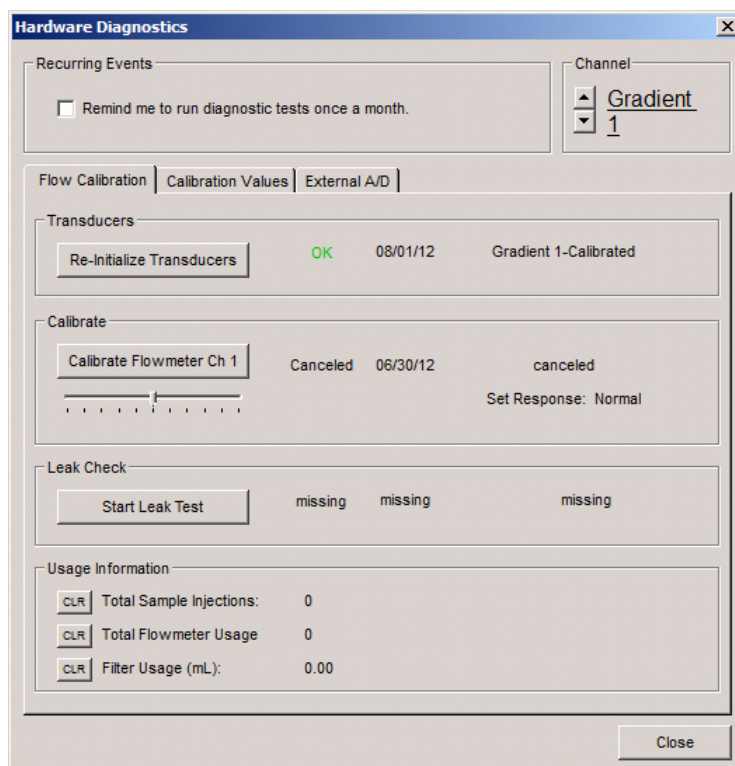 Hardware Diagnostics
Recurring Events
Remind me to run diagnostic tests once a month.
Channel
Gradient
1
Flow Calibration
Calibration Values
External A/D
Transducers
Re-Initialize Transducers OK 08/01/12 Gradient 1-Calibrated
Calibrate
Calibrate Flowmeter Ch 1 Canceled 06/30/12 canceled
Set Response: Normal
Leak Check
Start Leak Test missing missing missing
Usage Information
CLR Total Sample Injections: 0
CLR Total Flowmeter Usage 0
CLR Filter Usage (mL): 0.00
Close